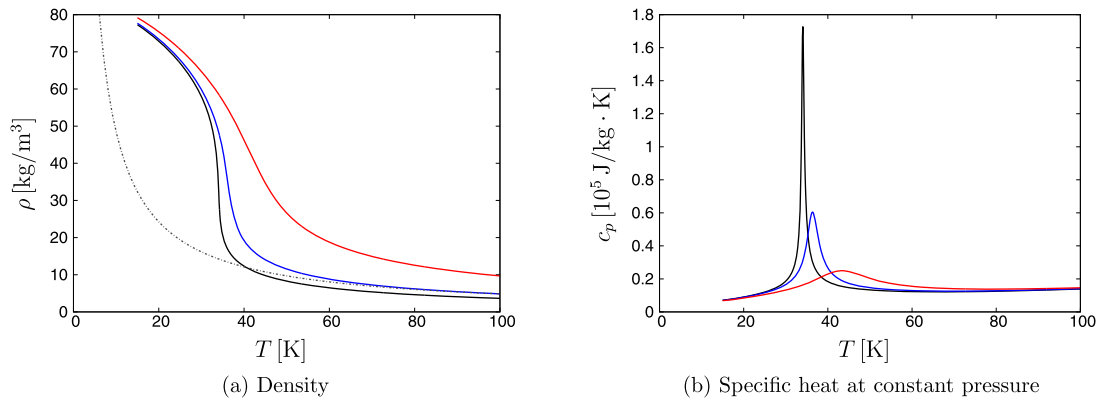 80
70
60
50
40
30
20
10
0
0 20 40 60 80 100
ρ [kg/m³]
T [K]
(a) Density
1.8
1.6
1.4
1.2
1
0.8
0.6
0.4
0.2
0
0 20 40 60 80 100
c_p [10⁵ J/kg · K]
T [K]
(b) Specific heat at constant pressure